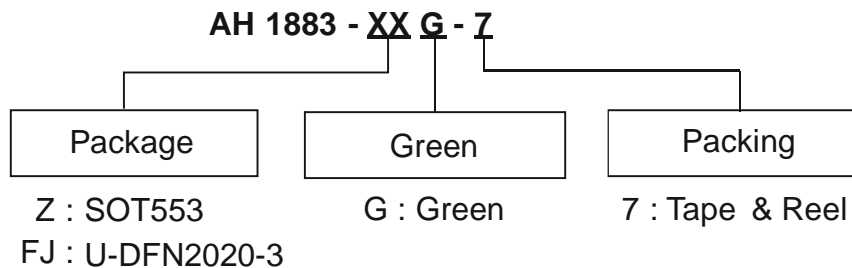 AH 1883 - XX G - 7
Package
Green
Packing
Z : SOT553
G : Green
7 : Tape & Reel
FJ : U-DFN2020-3